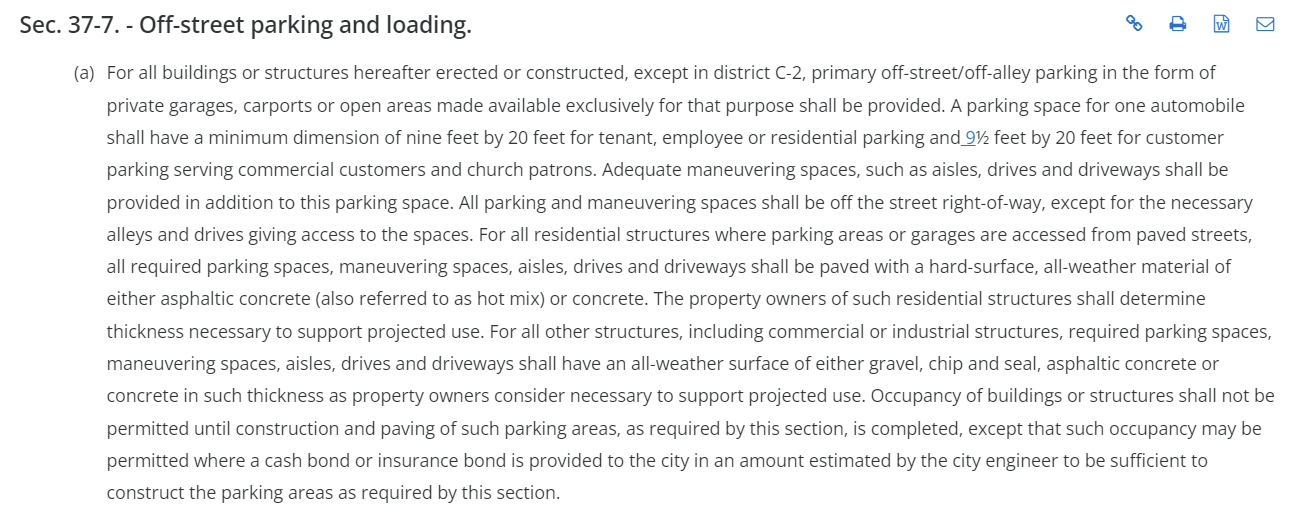 Sec. 37-7. - Off-street parking and loading.
(a) For all buildings or structures hereafter erected or constructed, except in district C-2, primary off-street/off-alley parking in the form of
private garages, carports or open areas made available exclusively for that purpose shall be provided. A parking space for one automobile
shall have a minimum dimension of nine feet by 20 feet for tenant, employee or residential parking and 9½ feet by 20 feet for customer
parking serving commercial customers and church patrons. Adequate maneuvering spaces, such as aisles, drives and driveways shall be
provided in addition to this parking space. All parking and maneuvering spaces shall be off the street right-of-way, except for the necessary
alleys and drives giving access to the spaces. For all residential structures where parking areas or garages are accessed from paved streets,
all required parking spaces, maneuvering spaces, aisles, drives and driveways shall be paved with a hard-surface, all-weather material of
either asphaltic concrete (also referred to as hot mix) or concrete. The property owners of such residential structures shall determine
thickness necessary to support projected use. For all other structures, including commercial or industrial structures, required parking spaces,
maneuvering spaces, aisles, drives and driveways shall have an all-weather surface of either gravel, chip and seal, asphaltic concrete or
concrete in such thickness as property owners consider necessary to support projected use. Occupancy of buildings or structures shall not be
permitted until construction and paving of such parking areas, as required by this section, is completed, except that such occupancy may be
permitted where a cash bond or insurance bond is provided to the city in an amount estimated by the city engineer to be sufficient to
construct the parking areas as required by this section.